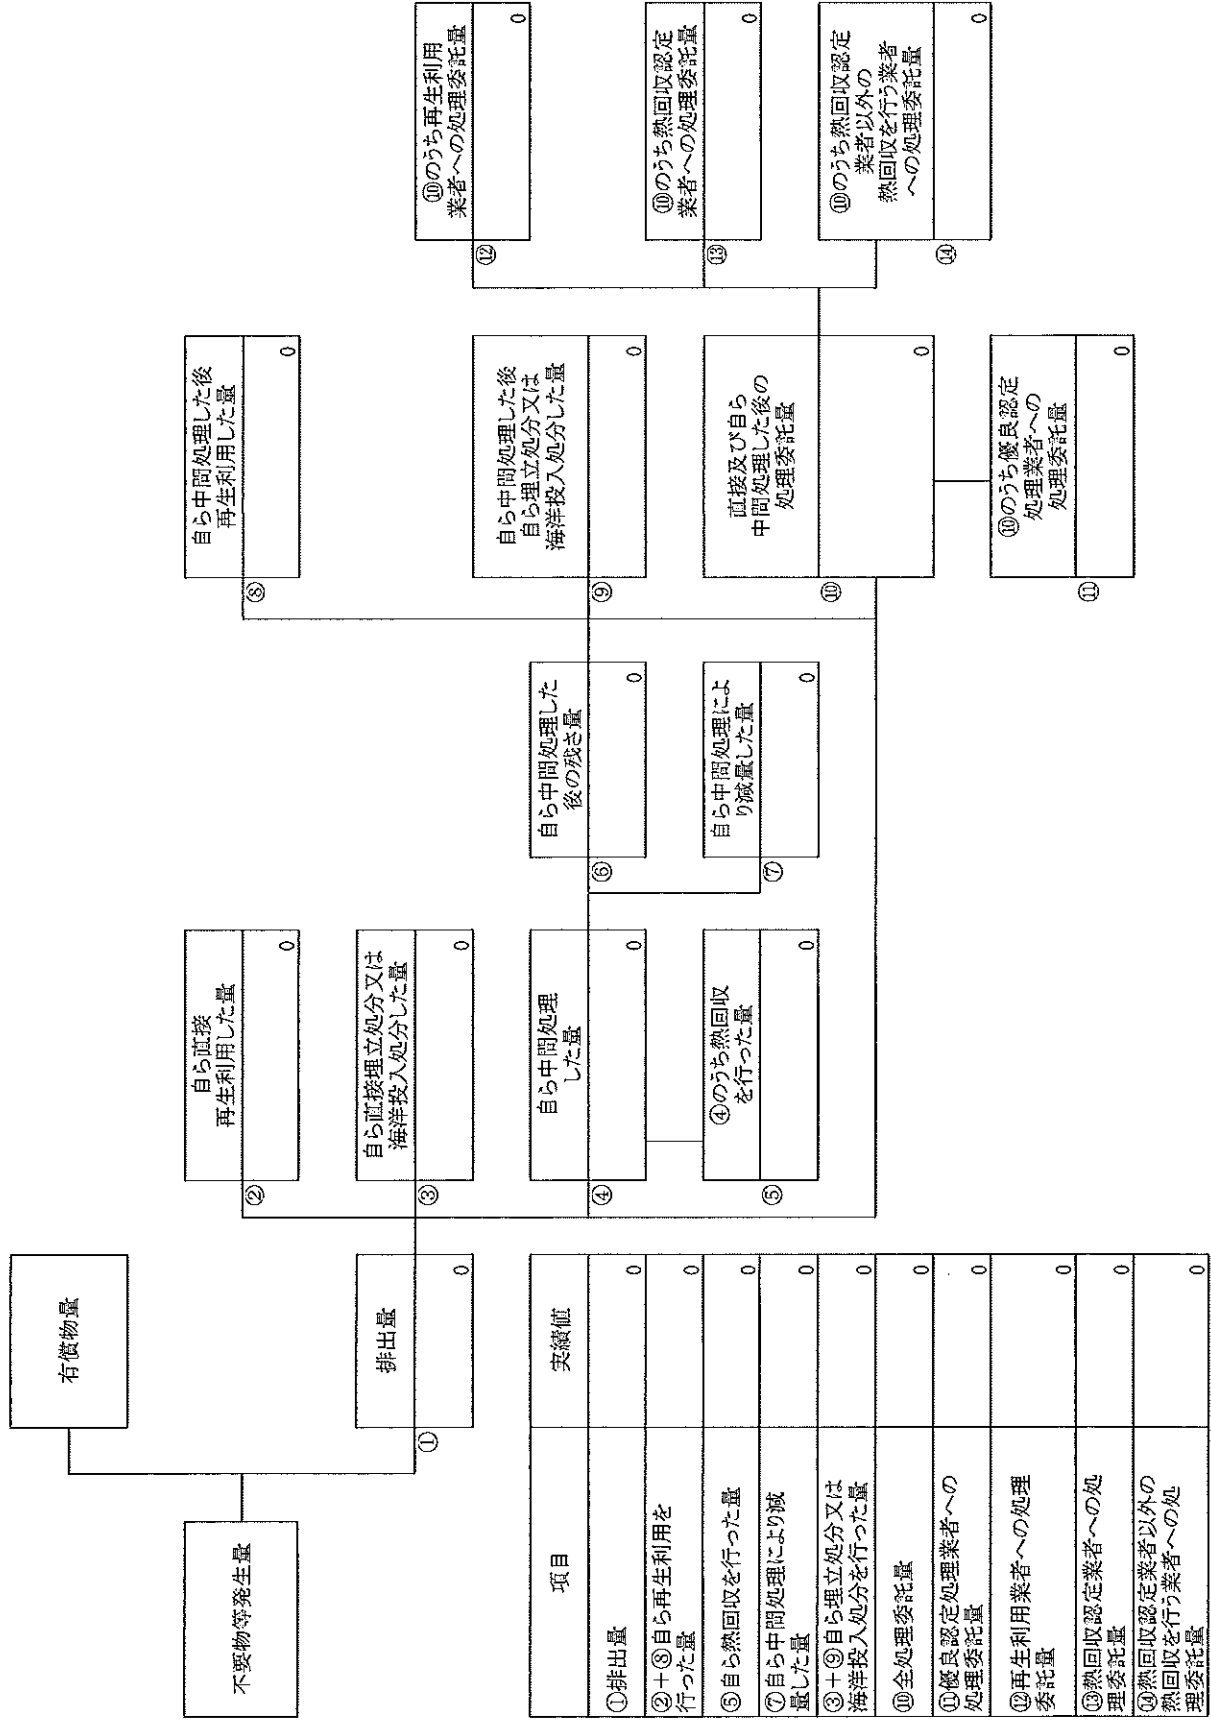 有償物量
不要物等発生量
排出量
①
0
自ら直接
再生利用した量
②
0
自ら直接埋立処分又は
海洋投入処分した量
③
0
自ら中間処理
した量
④
0
④のうち熱回収
を行った量
⑤
0
自ら中間処理した
後の残さ量
⑥
0
自ら中間処理によ
り減量した量
⑦
0
自ら中間処理した後
再生利用した量
⑧
0
自ら中間処理した後
自ら埋立処分又は
海洋投入処分した量
⑨
0
直接及び自ら
中間処理した後の
処理委託量
⑩
0
⑩のうち優良認定
処理業者への
処理委託量
⑪
0
⑩のうち再生利用
業者への処理委託量
⑫
0
⑩のうち熱回収認定
業者への処理委託量
⑬
0
⑩のうち熱回収認定
業者以外の
熱回収を行う業者
への処理委託量
⑭
0
項目 実績値
①排出量 0
②+⑧自ら再生利用を
行った量 0
⑤自ら熱回収を行った量 0
⑦自ら中間処理により減
量した量 0
③+⑨自ら埋立処分又は
海洋投入処分を行った量 0
⑩全処理委託量 0
⑪優良認定処理業者への
処理委託量 0
⑫再生利用業者への処理
委託量 0
⑬熱回収認定業者への処
理委託量 0
⑭熱回収認定業者以外の
熱回収を行う業者への処
理委託量 0